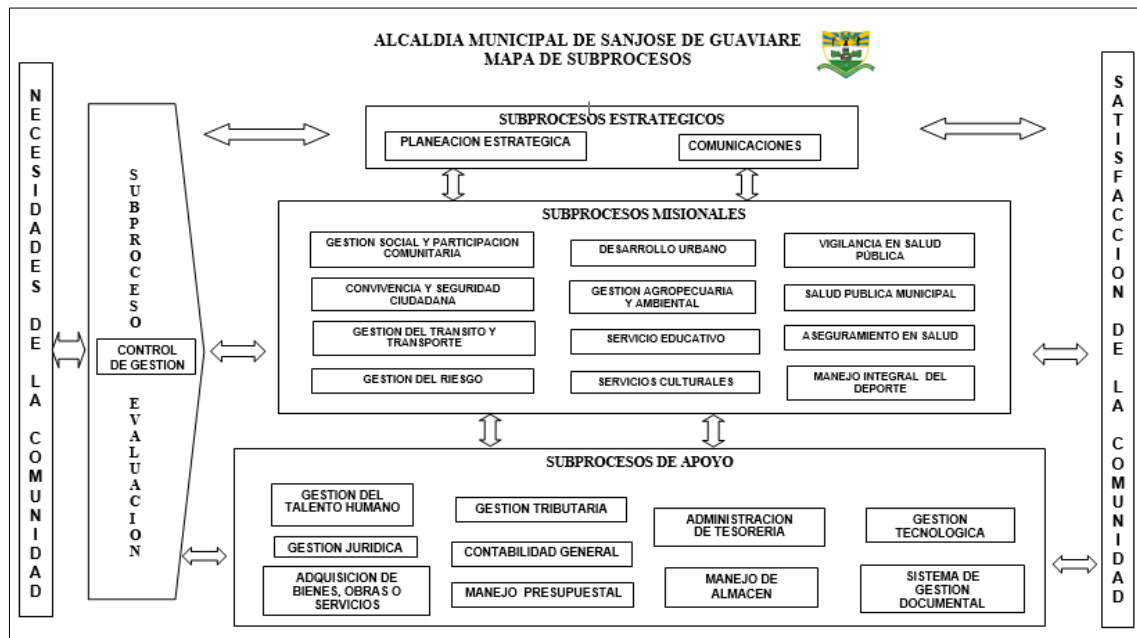 ALCALDIA MUNICIPAL DE SANJOSE DE GUAVIARE
MAPA DE SUBPROCESOS
NECESIDADES DE LA COMUNIDAD
SUBPROCESO EVALUACION
CONTROL
DE GESTION
SUBPROCESOS ESTRATEGICOS
PLANEACION ESTRATEGICA
COMUNICACIONES
SUBPROCESOS MISIONALES
GESTION SOCIAL Y PARTICIPACION
COMUNITARIA
CONVIVENCIA Y SEGURIDAD
CIUDADANA
GESTION DEL TRANSITO Y
TRANSPORTE
GESTION DEL RIESGO
DESARROLLO URBANO
GESTION AGROPECUARIA
Y AMBIENTAL
SERVICIO EDUCATIVO
SERVICIOS CULTURALES
VIGILANCIA EN SALUD
PÚBLICA
SALUD PUBLICA MUNICIPAL
ASEGURAMIENTO EN SALUD
MANEJO INTEGRAL DEL
DEPORTE
SUBPROCESOS DE APOYO
GESTION DEL
TALENTO HUMANO
GESTION JURIDICA
ADQUISICION DE
BIENES, OBRAS O
SERVICIOS
GESTION TRIBUTARIA
CONTABILIDAD GENERAL
MANEJO PRESUPUESTAL
ADMINISTRACION
DE TESORERIA
MANEJO DE
ALMACEN
GESTION
TECNOLOGICA
SISTEMA DE
GESTION
DOCUMENTAL
SATISFACCION DE LA COMUNIDAD